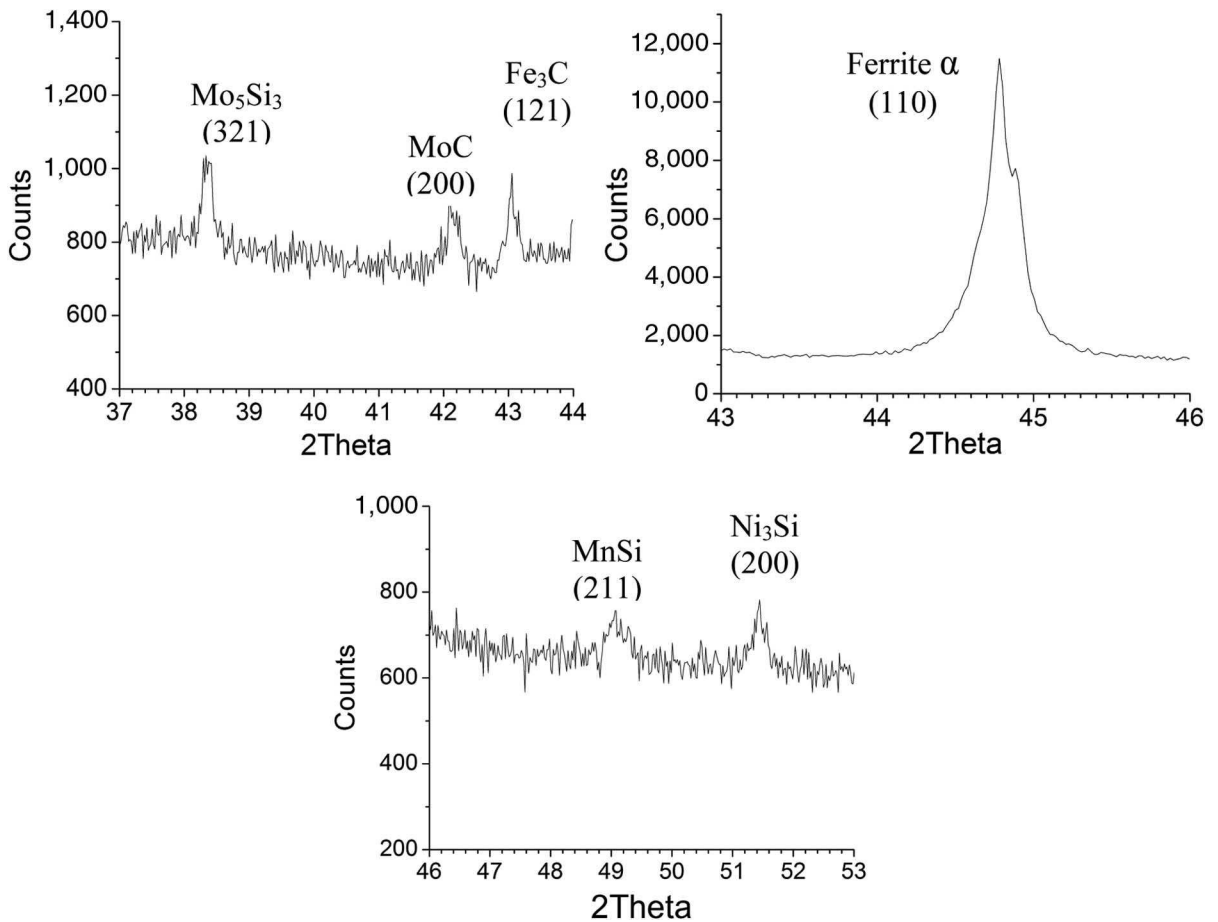 1,400
1,200
1,000
800
600
400
Counts
Mo₅Si₃
(321)
MoC
(200)
Fe₃C
(121)
37 38 39 40 41 42 43 44
2Theta
12,000
10,000
8,000
6,000
4,000
2,000
0
Counts
Ferrite α
(110)
43 44 45 46
2Theta
1,000
800
600
400
200
Counts
MnSi
(211)
Ni₃Si
(200)
46 47 48 49 50 51 52 53
2Theta